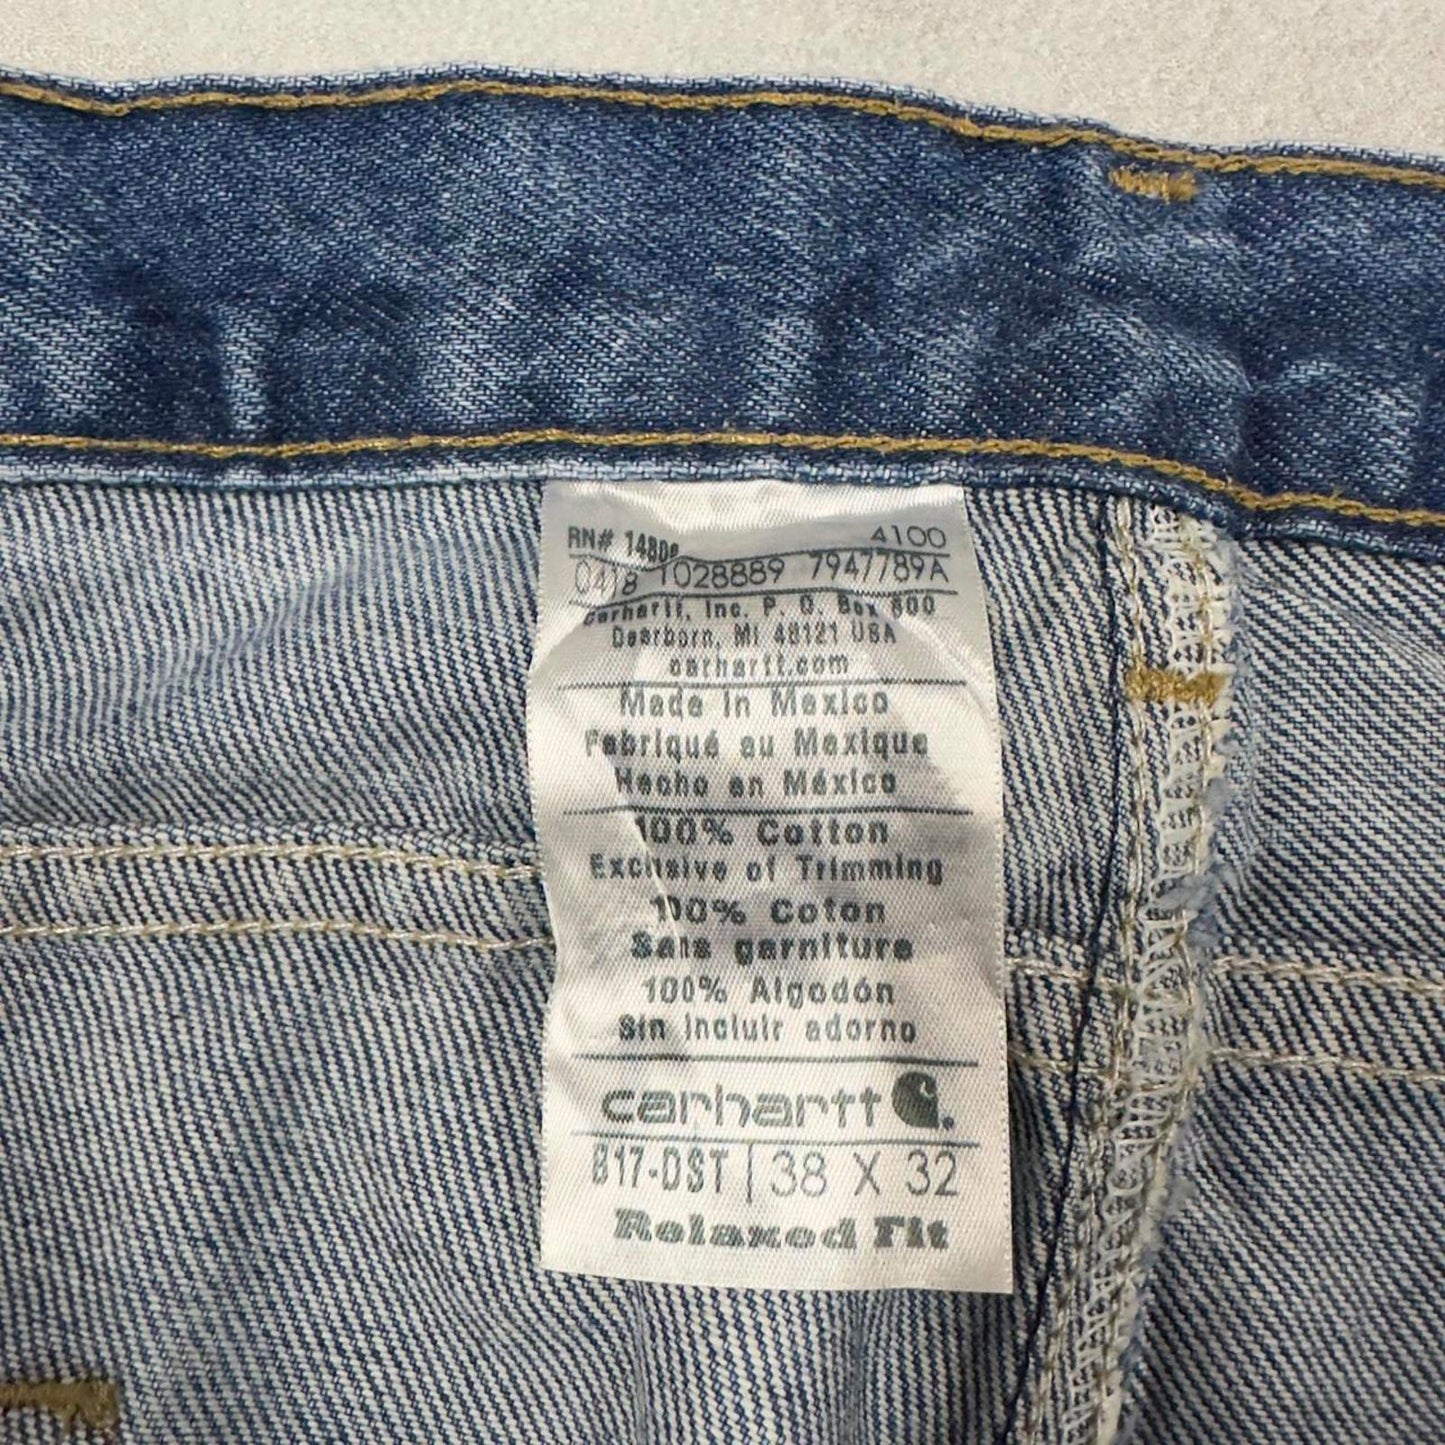 RN# 14806 4100
0418 1028889 7947789A
Carhartt, Inc. P. O. Box 600
Dearborn, MI 48121 USA
carhartt.com
Made in Mexico
Fabriqué au Mexique
Hecho en México
100% Cotton
Exclusive of Trimming
100% Coton
Sans garniture
100% Algodón
Sin incluir adorno
carhartt
B17-DST | 38 X 32
Relaxed Fit